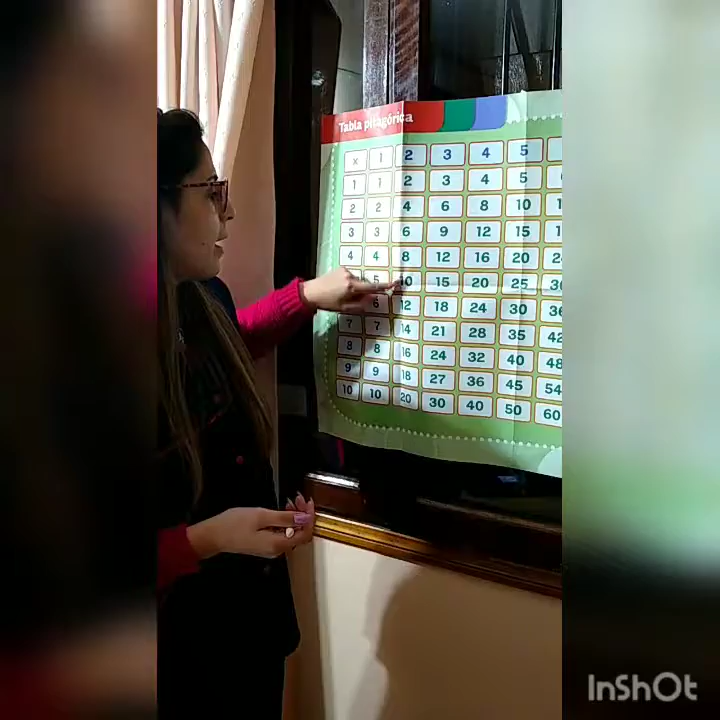 Tabla pitagórica
x 1 2 3 4 5
1 1 2 3 4 5
2 2 4 6 8 10
3 3 6 9 12 15
4 4 8 12 16 20
5 10 15 20 25
6 12 18 24 30
7 7 14 21 28 35 42
8 8 16 24 32 40 48
9 9 18 27 36 45 54
10 10 20 30 40 50 60
InShOt